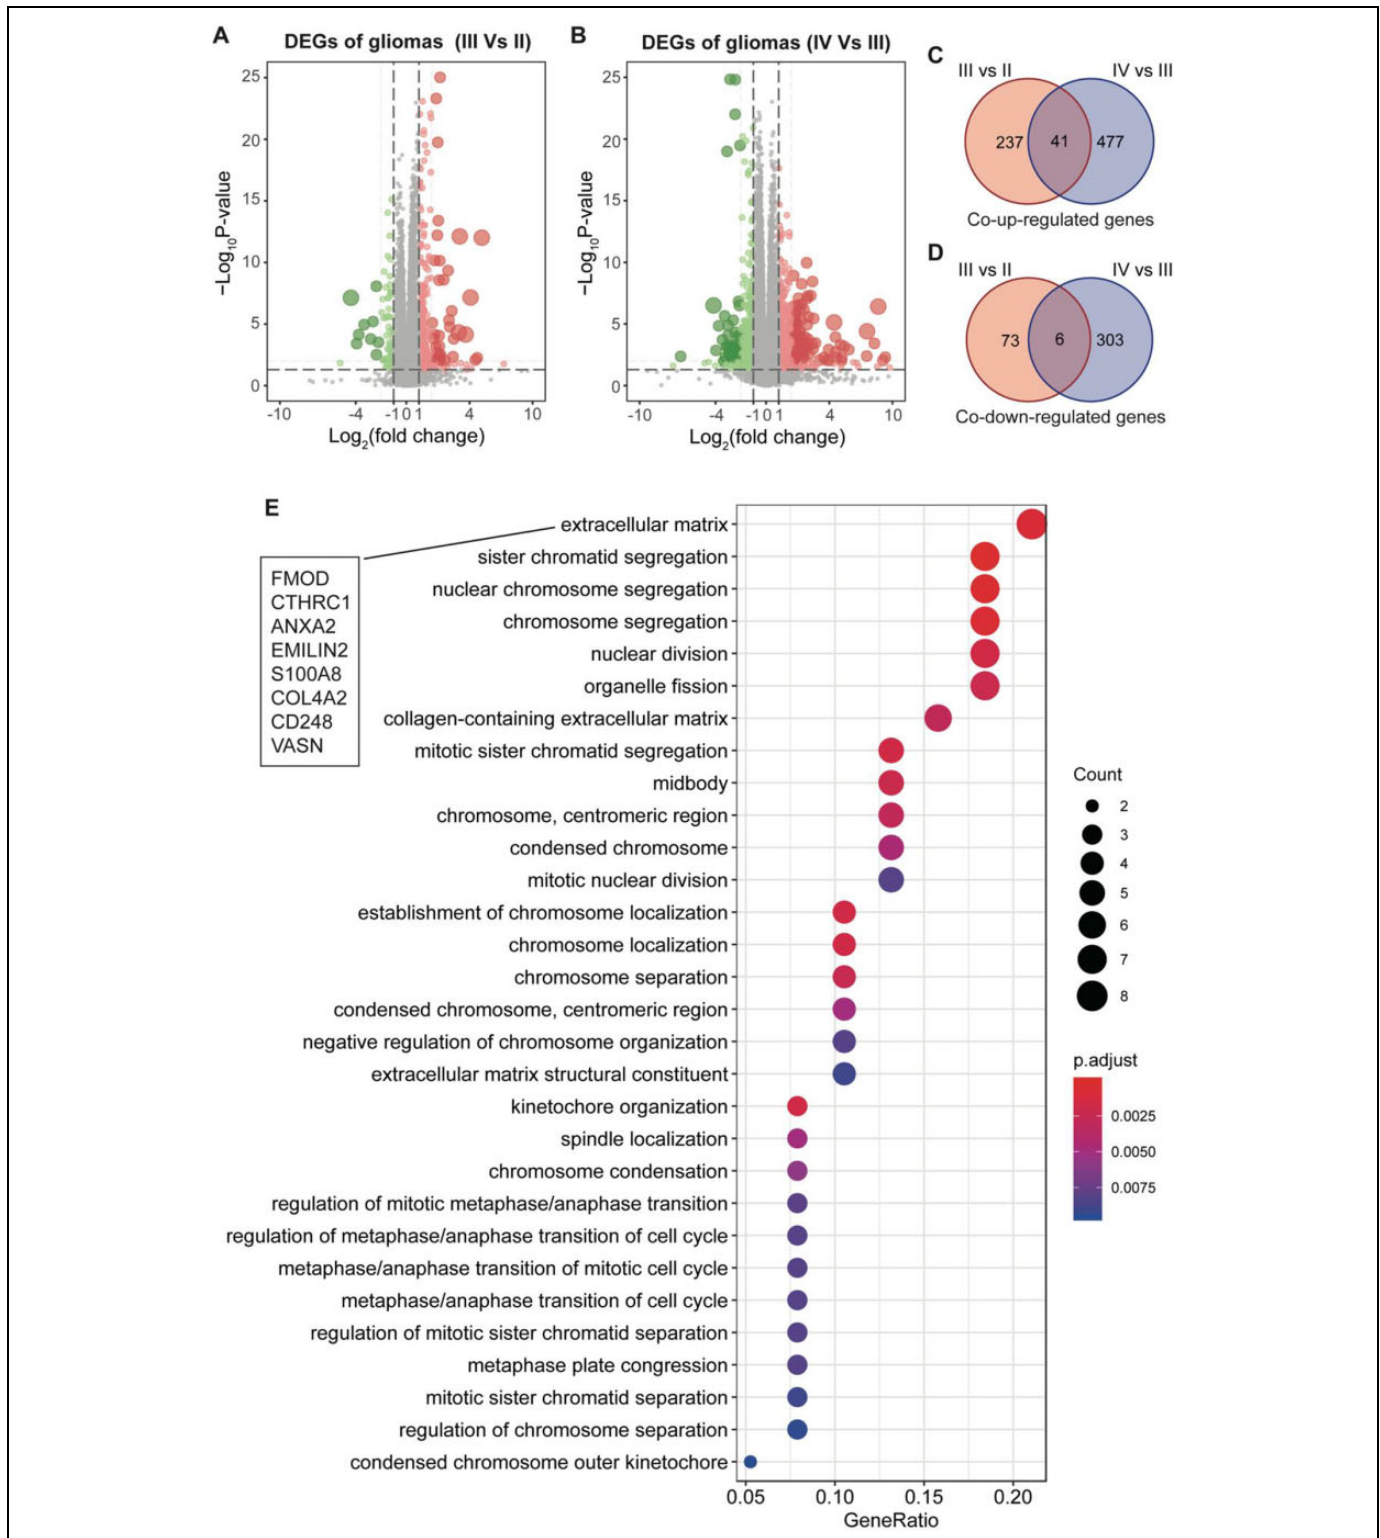 A
DEGs of gliomas (III Vs II)
−Log10P-value
25
20
15
10
5
0
-10 -4 -1 0 1 4 10
Log2(fold change)
B
DEGs of gliomas (IV Vs III)
−Log10P-value
25
20
15
10
5
0
-10 -4 -1 0 1 4 10
Log2(fold change)
C
III vs II IV vs III
237 41 477
Co-up-regulated genes
D
III vs II IV vs III
73 6 303
Co-down-regulated genes
E
FMOD
CTHRC1
ANXA2
EMILIN2
S100A8
COL4A2
CD248
VASN
extracellular matrix
sister chromatid segregation
nuclear chromosome segregation
chromosome segregation
nuclear division
organelle fission
collagen-containing extracellular matrix
mitotic sister chromatid segregation
midbody
chromosome, centromeric region
condensed chromosome
mitotic nuclear division
establishment of chromosome localization
chromosome localization
chromosome separation
condensed chromosome, centromeric region
negative regulation of chromosome organization
extracellular matrix structural constituent
kinetochore organization
spindle localization
chromosome condensation
regulation of mitotic metaphase/anaphase transition
regulation of metaphase/anaphase transition of cell cycle
metaphase/anaphase transition of mitotic cell cycle
metaphase/anaphase transition of cell cycle
regulation of mitotic sister chromatid separation
metaphase plate congression
mitotic sister chromatid separation
regulation of chromosome separation
condensed chromosome outer kinetochore
0.05 0.10 0.15 0.20
GeneRatio
Count
2
3
4
5
6
7
8
p.adjust
0.0025
0.0050
0.0075